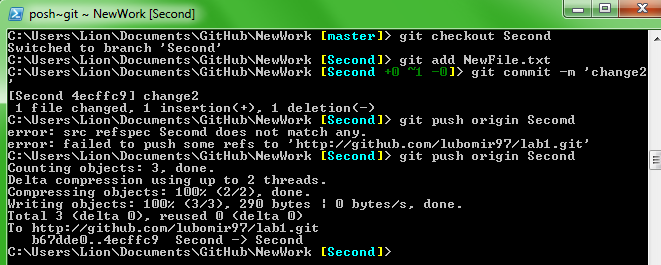 posh~git ~ NewWork [Second]
C:\Users\Lion\Documents\GitHub\NewWork [master]> git checkout Second
Switched to branch 'Second'
C:\Users\Lion\Documents\GitHub\NewWork [Second]> git add NewFile.txt
C:\Users\Lion\Documents\GitHub\NewWork [Second +0 ~1 -0]> git commit -m 'change2
'
[Second 4ecffc9] change2
1 file changed, 1 insertion(+), 1 deletion(-)
C:\Users\Lion\Documents\GitHub\NewWork [Second]> git push origin Secomd
error: src refspec Secomd does not match any.
error: failed to push some refs to 'http://github.com/lubomir97/lab1.git'
C:\Users\Lion\Documents\GitHub\NewWork [Second]> git push origin Second
Counting objects: 3, done.
Delta compression using up to 2 threads.
Compressing objects: 100% (2/2), done.
Writing objects: 100% (3/3), 290 bytes ¦ 0 bytes/s, done.
Total 3 (delta 0), reused 0 (delta 0)
To http://github.com/lubomir97/lab1.git
b67dde0..4ecffc9 Second -> Second
C:\Users\Lion\Documents\GitHub\NewWork [Second]>